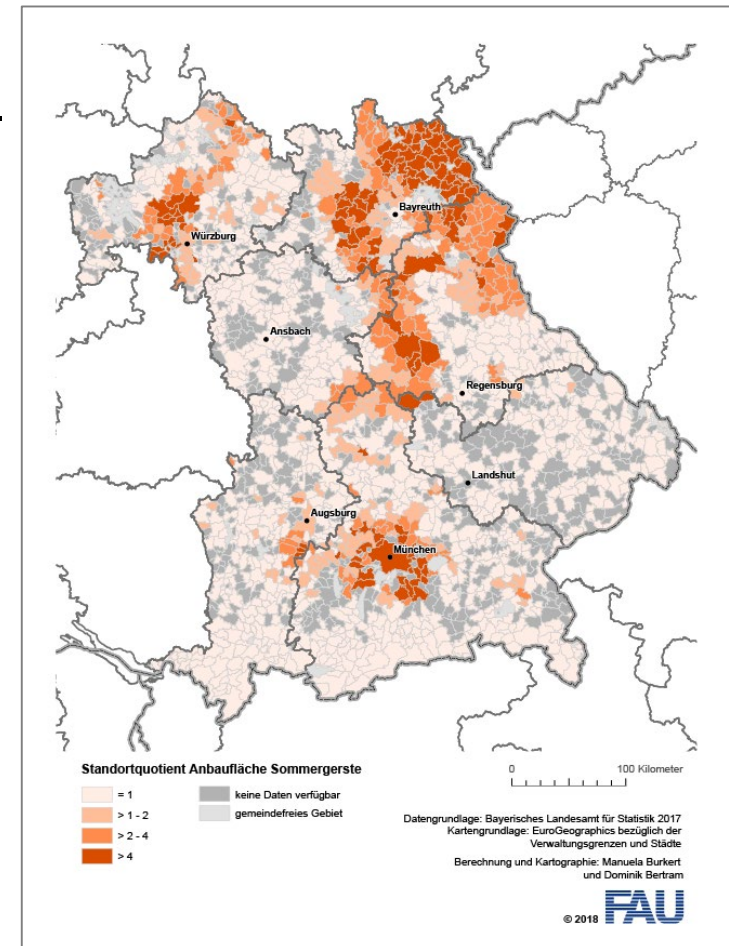 Bayreuth
Würzburg
Ansbach
Regensburg
Landshut
Augsburg
München
Standortquotient Anbaufläche Sommergerste
= 1
> 1 - 2
> 2 - 4
> 4
keine Daten verfügbar
gemeindefreies Gebiet
0 100 Kilometer
Datengrundlage: Bayerisches Landesamt für Statistik 2017
Kartengrundlage: EuroGeographics bezüglich der
Verwaltungsgrenzen und Städte
Berechnung und Kartographie: Manuela Burkert
und Dominik Bertram
© 2018 FAU